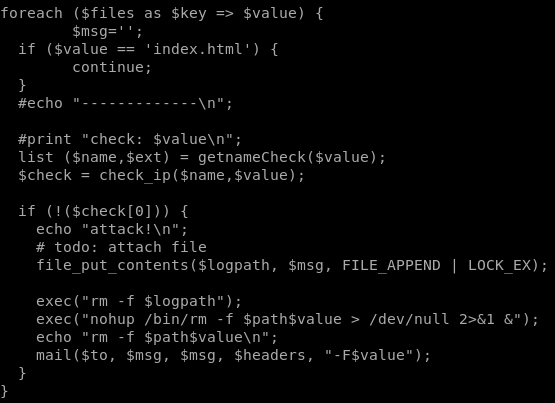 foreach ($files as $key => $value) {
        $msg='';
  if ($value == 'index.html') {
        continue;
  }
  #echo "-------------\n";

  #print "check: $value\n";
  list ($name,$ext) = getnameCheck($value);
  $check = check_ip($name,$value);

  if (!($check[0])) {
    echo "attack!\n";
    # todo: attach file
    file_put_contents($logpath, $msg, FILE_APPEND | LOCK_EX);

    exec("rm -f $logpath");
    exec("nohup /bin/rm -f $path$value > /dev/null 2>&1 &");
    echo "rm -f $path$value\n";
    mail($to, $msg, $msg, $headers, "-F$value");
  }
}